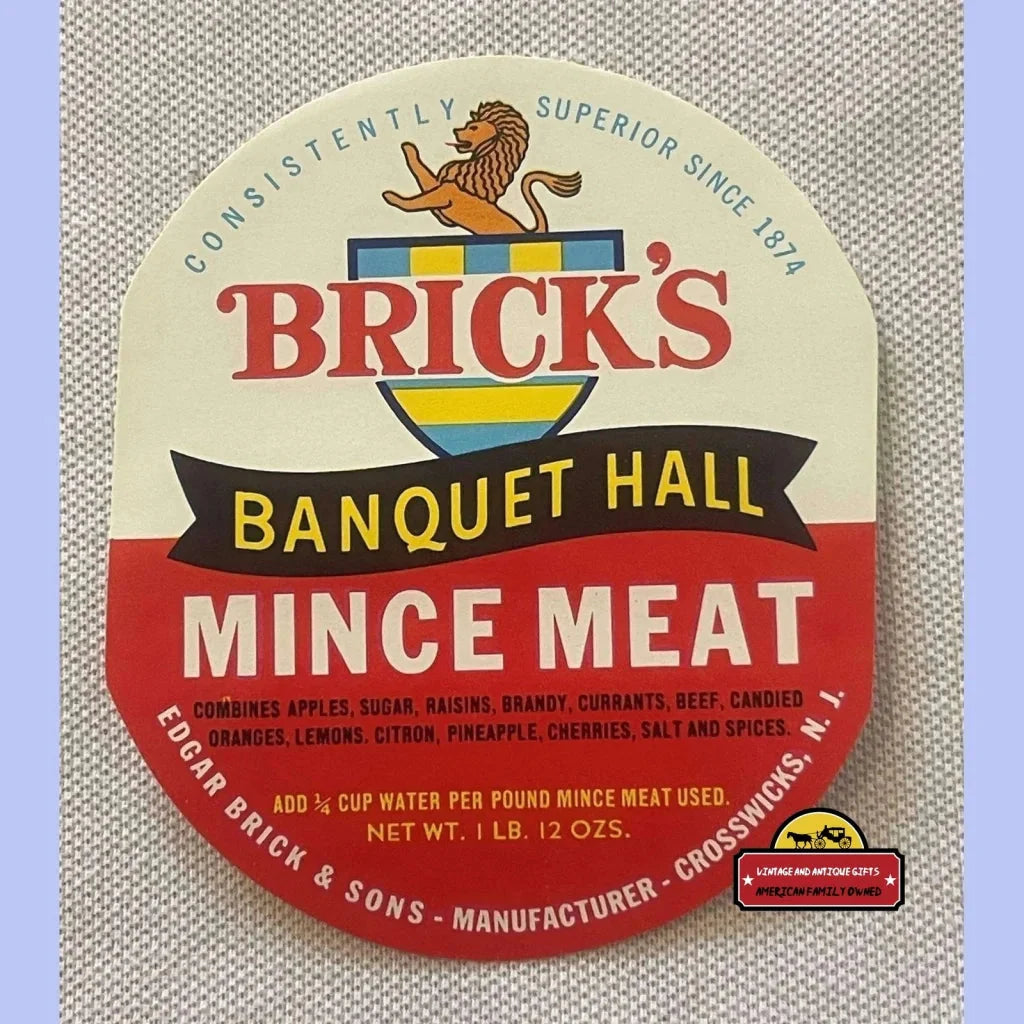 CONSISTENTLY SUPERIOR SINCE 1874
BRICK'S
BANQUET HALL
MINCE MEAT
COMBINES APPLES, SUGAR, RAISINS, BRANDY, CURRANTS, BEEF, CANDIED
ORANGES, LEMONS. CITRON, PINEAPPLE, CHERRIES, SALT AND SPICES.
ADD ¼ CUP WATER PER POUND MINCE MEAT USED.
NET WT. 1 LB. 12 OZS.
EDGAR BRICK & SONS - MANUFACTURER - CROSSWICKS, N. J.
VINTAGE AND ANTIQUE GIFTS
AMERICAN FAMILY OWNED